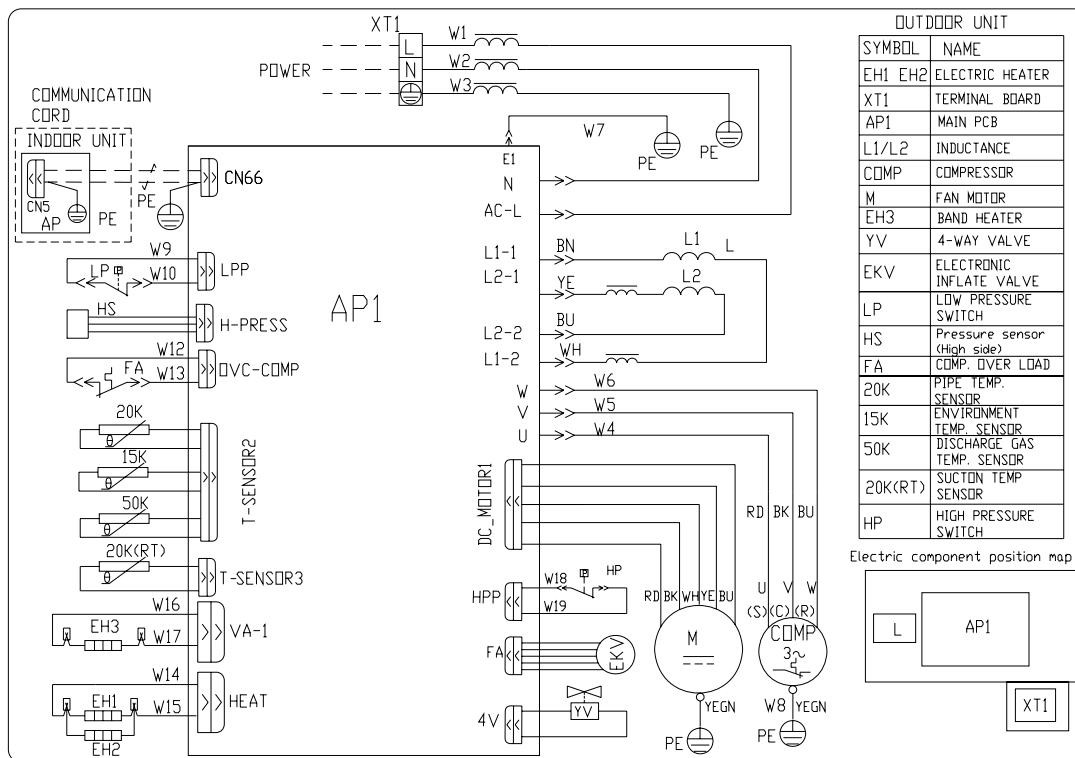 XT1
L
N
POWER
W1
W2
W3
COMMUNICATION
CORD
INDOOR UNIT
CN5
AP
PE
PE
CN66
E1
W7
PE
PE
N
AC-L
W9
LP
P
W10
LPP
HS
H-PRESS
W12
FA
W13
OVC-COMP
20K
θ
15K
θ
50K
θ
T-SENSOR2
20K(RT)
θ
T-SENSOR3
W16
EH3
W17
VA-1
W14
EH1
W15
EH2
HEAT
AP1
L1-1
BN
L1
L
L2-1
YE
L2
L2-2
BU
L1-2
WH
W
W6
V
W5
U
W4
DC_MOTOR1
RD BK BU
HPP
W18
P
HP
W19
FA
EKV
4V
YV
RD BK WH YE BU
M
YEGN
PE
U V W
(S) (C) (R)
COMP
3~
W8
YEGN
PE
OUTDOOR UNIT
SYMBOL NAME
EH1 EH2 ELECTRIC HEATER
XT1 TERMINAL BOARD
AP1 MAIN PCB
L1/L2 INDUCTANCE
COMP COMPRESSOR
M FAN MOTOR
EH3 BAND HEATER
YV 4-WAY VALVE
EKV ELECTRONIC
INFLATE VALVE
LP LOW PRESSURE
SWITCH
HS Pressure sensor
(High side)
FA COMP. OVER LOAD
20K PIPE TEMP.
SENSOR
15K ENVIRONMENT
TEMP. SENSOR
50K DISCHARGE GAS
TEMP. SENSOR
20K(RT) SUCTON TEMP
SENSOR
HP HIGH PRESSURE
SWITCH
Electric component position map
L
AP1
XT1